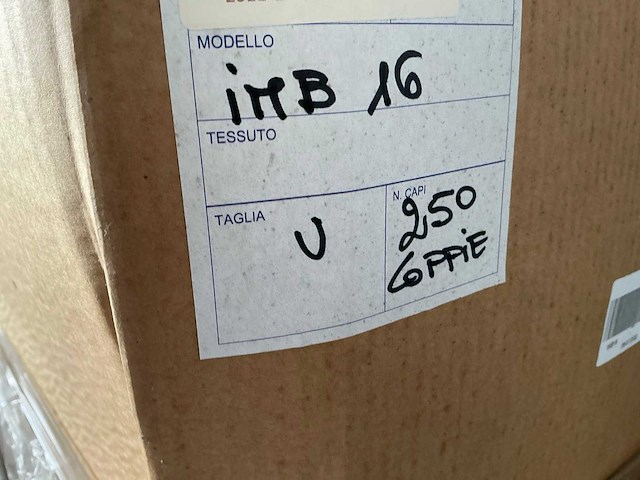 MODELLO
iMB 16
TESSUTO
TAGLIA
U
N. CAPI
250
COPPIE